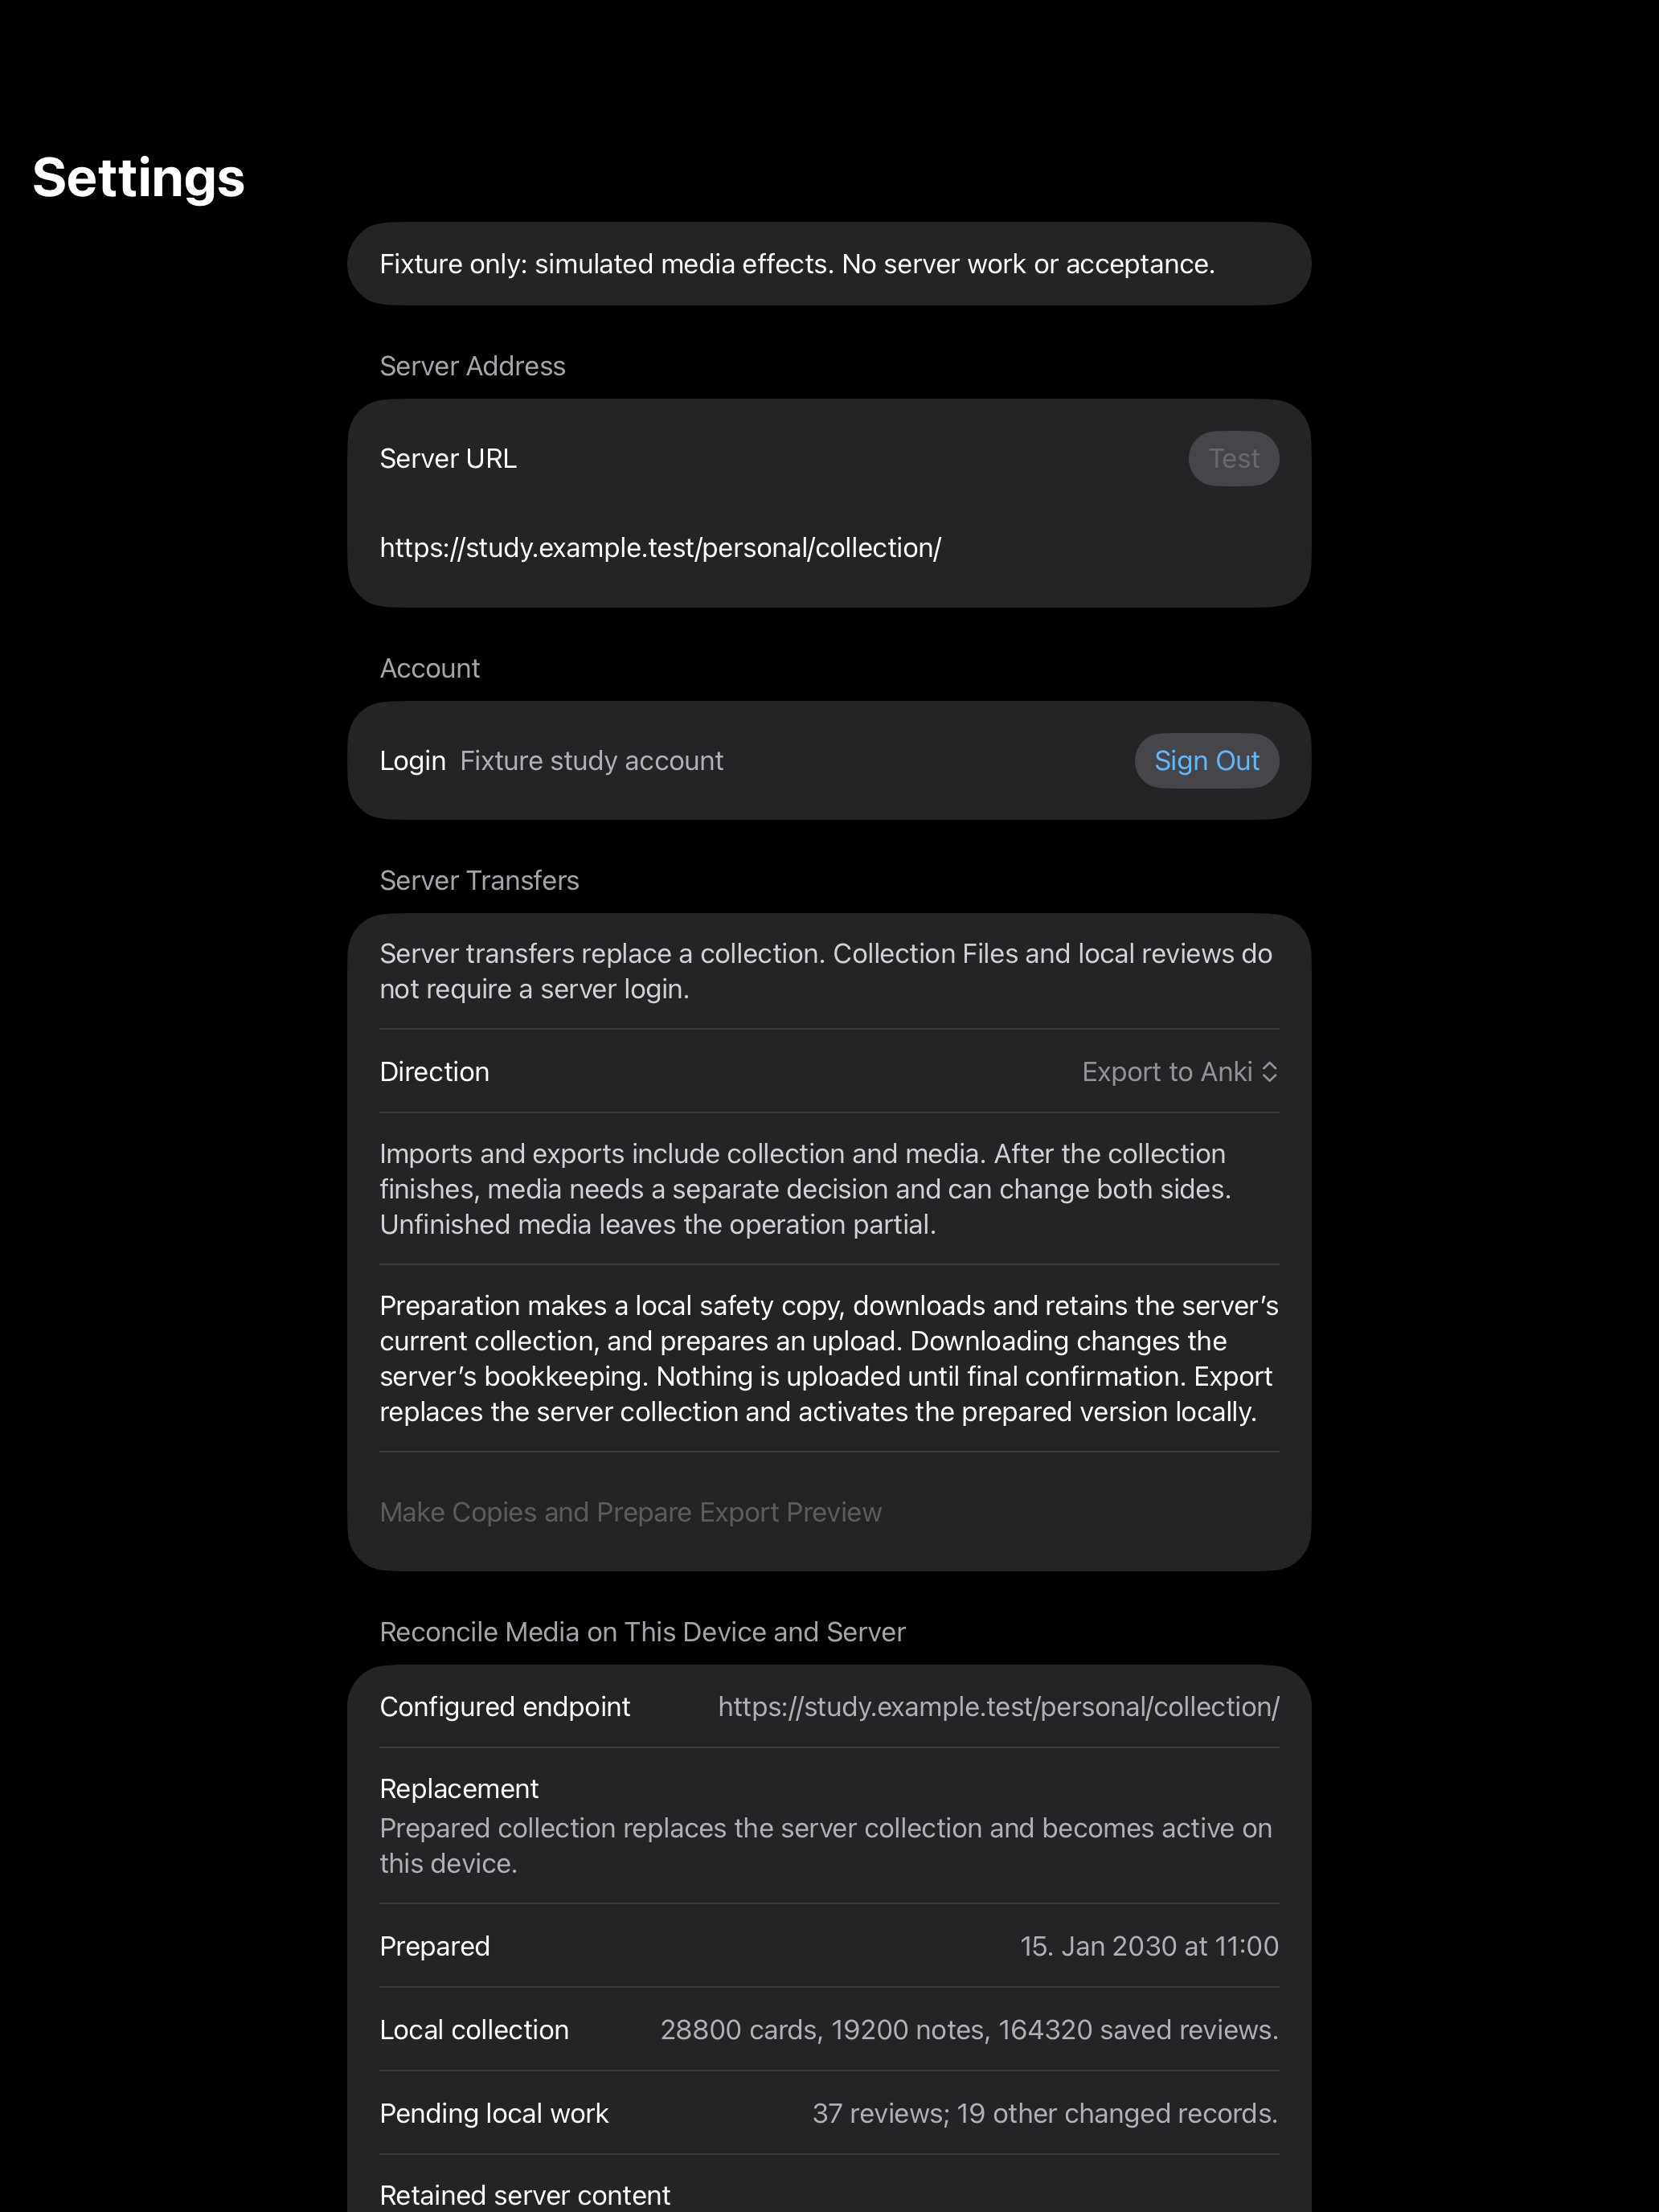 Settings
Fixture only: simulated media effects. No server work or acceptance.
Server Address
Server URL
Test
https://study.example.test/personal/collection/
Account
Login Fixture study account
Sign Out
Server Transfers
Server transfers replace a collection. Collection Files and local reviews do
not require a server login.
Direction
Export to Anki
Imports and exports include collection and media. After the collection
finishes, media needs a separate decision and can change both sides.
Unfinished media leaves the operation partial.
Preparation makes a local safety copy, downloads and retains the server’s
current collection, and prepares an upload. Downloading changes the
server’s bookkeeping. Nothing is uploaded until final confirmation. Export
replaces the server collection and activates the prepared version locally.
Make Copies and Prepare Export Preview
Reconcile Media on This Device and Server
Configured endpoint
https://study.example.test/personal/collection/
Replacement
Prepared collection replaces the server collection and becomes active on
this device.
Prepared
15. Jan 2030 at 11:00
Local collection
28800 cards, 19200 notes, 164320 saved reviews.
Pending local work
37 reviews; 19 other changed records.
Retained server content